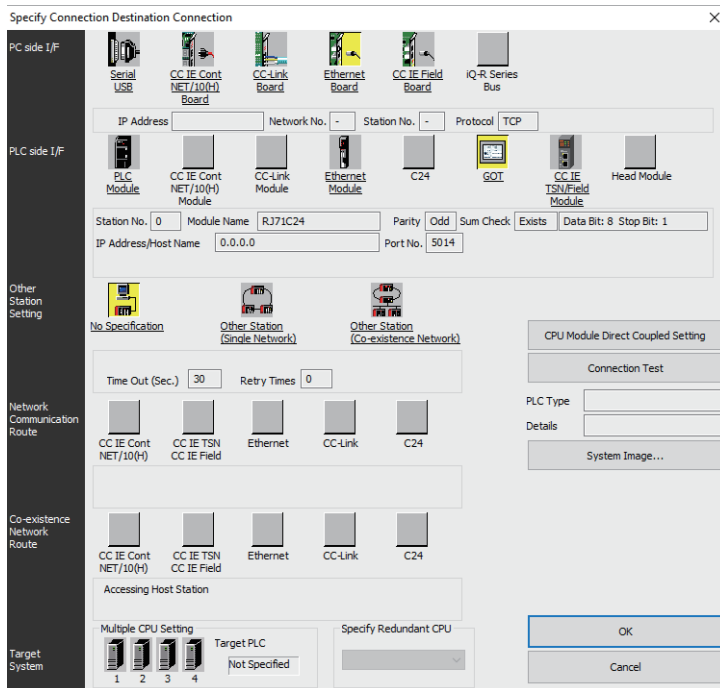 Specify Connection Destination Connection
PC side I/F
Serial
USB
CC IE Cont
NET/10(H)
Board
CC-Link
Board
Ethernet
Board
CC IE Field
Board
iQ-R Series
Bus
IP Address
Network No. -
Station No. -
Protocol TCP
PLC side I/F
PLC
Module
CC IE Cont
NET/10(H)
Module
CC-Link
Module
Ethernet
Module
C24
GOT
CC IE
TSN/Field
Module
Head Module
Station No. 0
Module Name RJ71C24
Parity Odd
Sum Check Exists
Data Bit: 8 Stop Bit: 1
IP Address/Host Name 0.0.0.0
Port No. 5014
Other
Station
Setting
No Specification
Other Station
(Single Network)
Other Station
(Co-existence Network)
CPU Module Direct Coupled Setting
Connection Test
Time Out (Sec.) 30
Retry Times 0
PLC Type
Details
System Image...
Network
Communication
Route
CC IE Cont
NET/10(H)
CC IE TSN
CC IE Field
Ethernet
CC-Link
C24
Co-existence
Network
Route
CC IE Cont
NET/10(H)
CC IE TSN
CC IE Field
Ethernet
CC-Link
C24
Accessing Host Station
Target
System
Multiple CPU Setting
1 2 3 4
Target PLC
Not Specified
Specify Redundant CPU
OK
Cancel